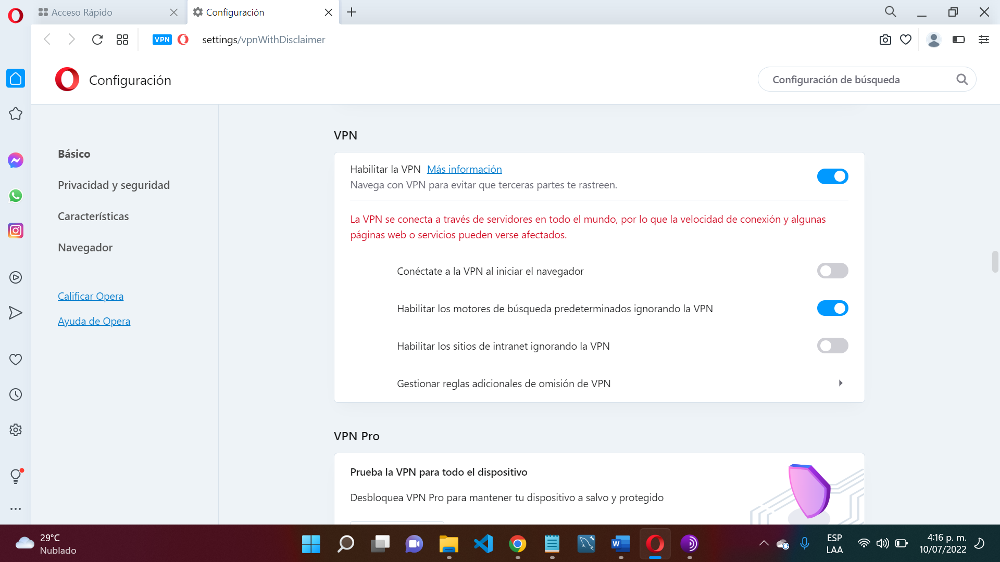 Acceso Rápido
Configuración
VPN
settings/vpnWithDisclaimer
Configuración
Configuración de búsqueda
Básico
Privacidad y seguridad
Características
Navegador
Calificar Opera
Ayuda de Opera
VPN
Habilitar la VPN Más información
Navega con VPN para evitar que terceras partes te rastreen.
La VPN se conecta a través de servidores en todo el mundo, por lo que la velocidad de conexión y algunas
páginas web o servicios pueden verse afectados.
Conéctate a la VPN al iniciar el navegador
Habilitar los motores de búsqueda predeterminados ignorando la VPN
Habilitar los sitios de intranet ignorando la VPN
Gestionar reglas adicionales de omisión de VPN
VPN Pro
Prueba la VPN para todo el dispositivo
Desbloquea VPN Pro para mantener tu dispositivo a salvo y protegido
29°C
Nublado
W
ESP
LAA
4:16 p. m.
10/07/2022